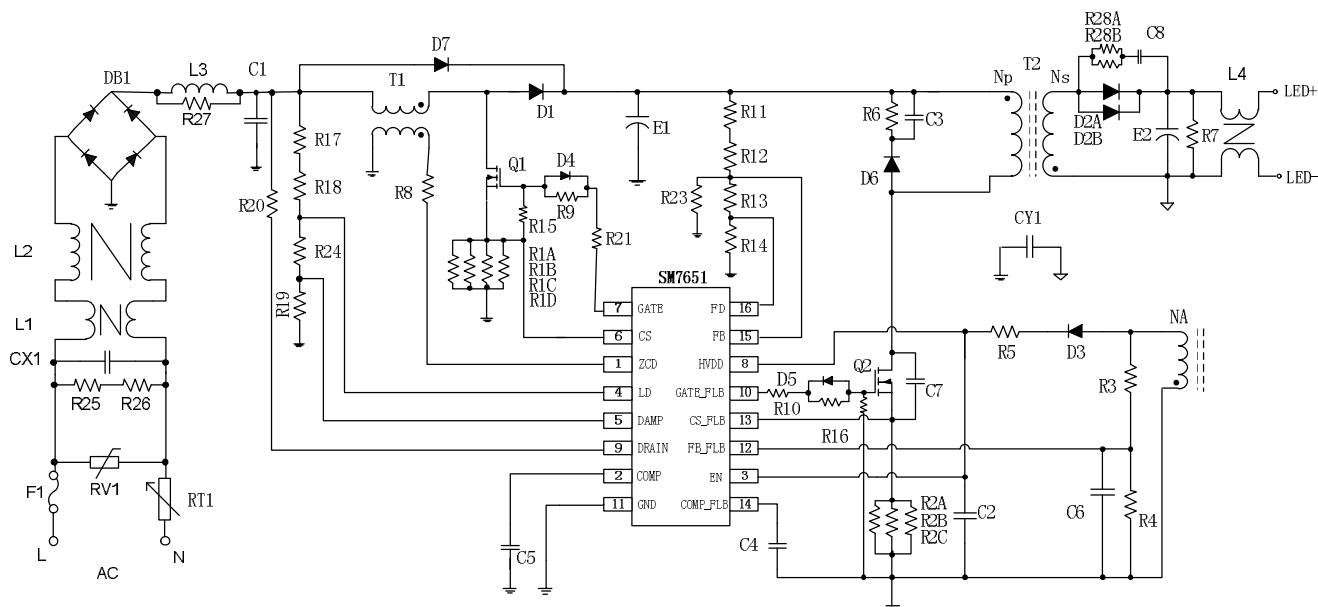 R28A
R28B
C8
T2
Np
Ns
L4
LED+
LED-
D2A
D2B
E2
R7
DB1
L3
R27
C1
D7
T1
D1
E1
R11
R12
R13
R14
R23
R6
C3
D6
R17
R18
R20
R24
R19
R8
Q1
D4
R9
R15
R21
R1A
R1B
R1C
R1D
CY1
L2
L1
CX1
R25
R26
F1
RV1
RT1
L
N
AC
SM7651
7 GATE FD 16
6 CS FB 15
1 ZCD HVDD 8
4 LD GATE_FLB 10
5 DAMP CS_FLB 13
9 DRAIN FB_FLB 12
2 COMP EN 3
11 GND COMP_FLB 14
C5
C4
Q2
D5
R10
C7
R16
R2A
R2B
R2C
C2
R5
D3
NA
R3
C6
R4